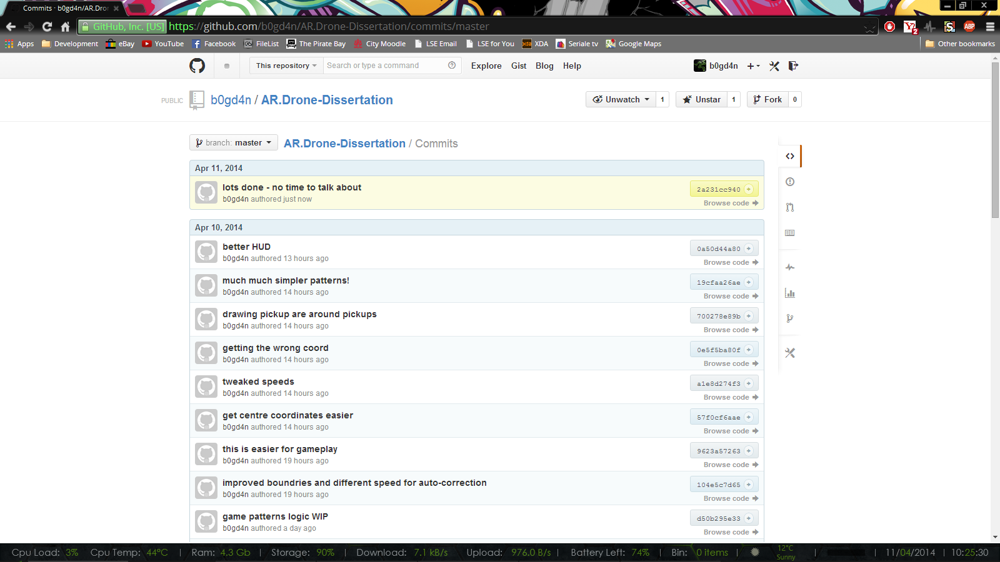 Commits · b0gd4n/AR.Dro
GitHub, Inc. [US] https://github.com/b0gd4n/AR.Drone-Dissertation/commits/master
ABP
Apps Development eBay YouTube Facebook FileList The Pirate Bay City Moodle LSE Email LSE for You XDA Seriale tv Google Maps Other bookmarks
This repository Search or type a command Explore Gist Blog Help b0gd4n
PUBLIC b0gd4n / AR.Drone-Dissertation Unwatch 1 Unstar 1 Fork 0
branch: master AR.Drone-Dissertation / Commits
Apr 11, 2014
lots done - no time to talk about 2a231cc940
b0gd4n authored just now Browse code
Apr 10, 2014
better HUD 0a50d44a80
b0gd4n authored 13 hours ago Browse code
much much simpler patterns! 19cfaa26ae
b0gd4n authored 14 hours ago Browse code
drawing pickup are around pickups 700278e89b
b0gd4n authored 14 hours ago Browse code
getting the wrong coord 0e5f5ba80f
b0gd4n authored 14 hours ago Browse code
tweaked speeds a1e8d274f3
b0gd4n authored 14 hours ago Browse code
get centre coordinates easier 57f0cf6aae
b0gd4n authored 14 hours ago Browse code
this is easier for gameplay 9623a57263
b0gd4n authored 19 hours ago Browse code
improved boundries and different speed for auto-correction 104e5c7d65
b0gd4n authored 19 hours ago Browse code
game patterns logic WIP d50b295e33
b0gd4n authored a day ago Browse code
Cpu Load: 3% Cpu Temp: 44°C | Ram: 4.3 Gb | Storage: 90% | Download: 7.1 kB/s Upload: 976.0 B/s | Battery Left: 74% | Bin: 0 items | 12°C Sunny | | 11/04/2014 | 10:25:30